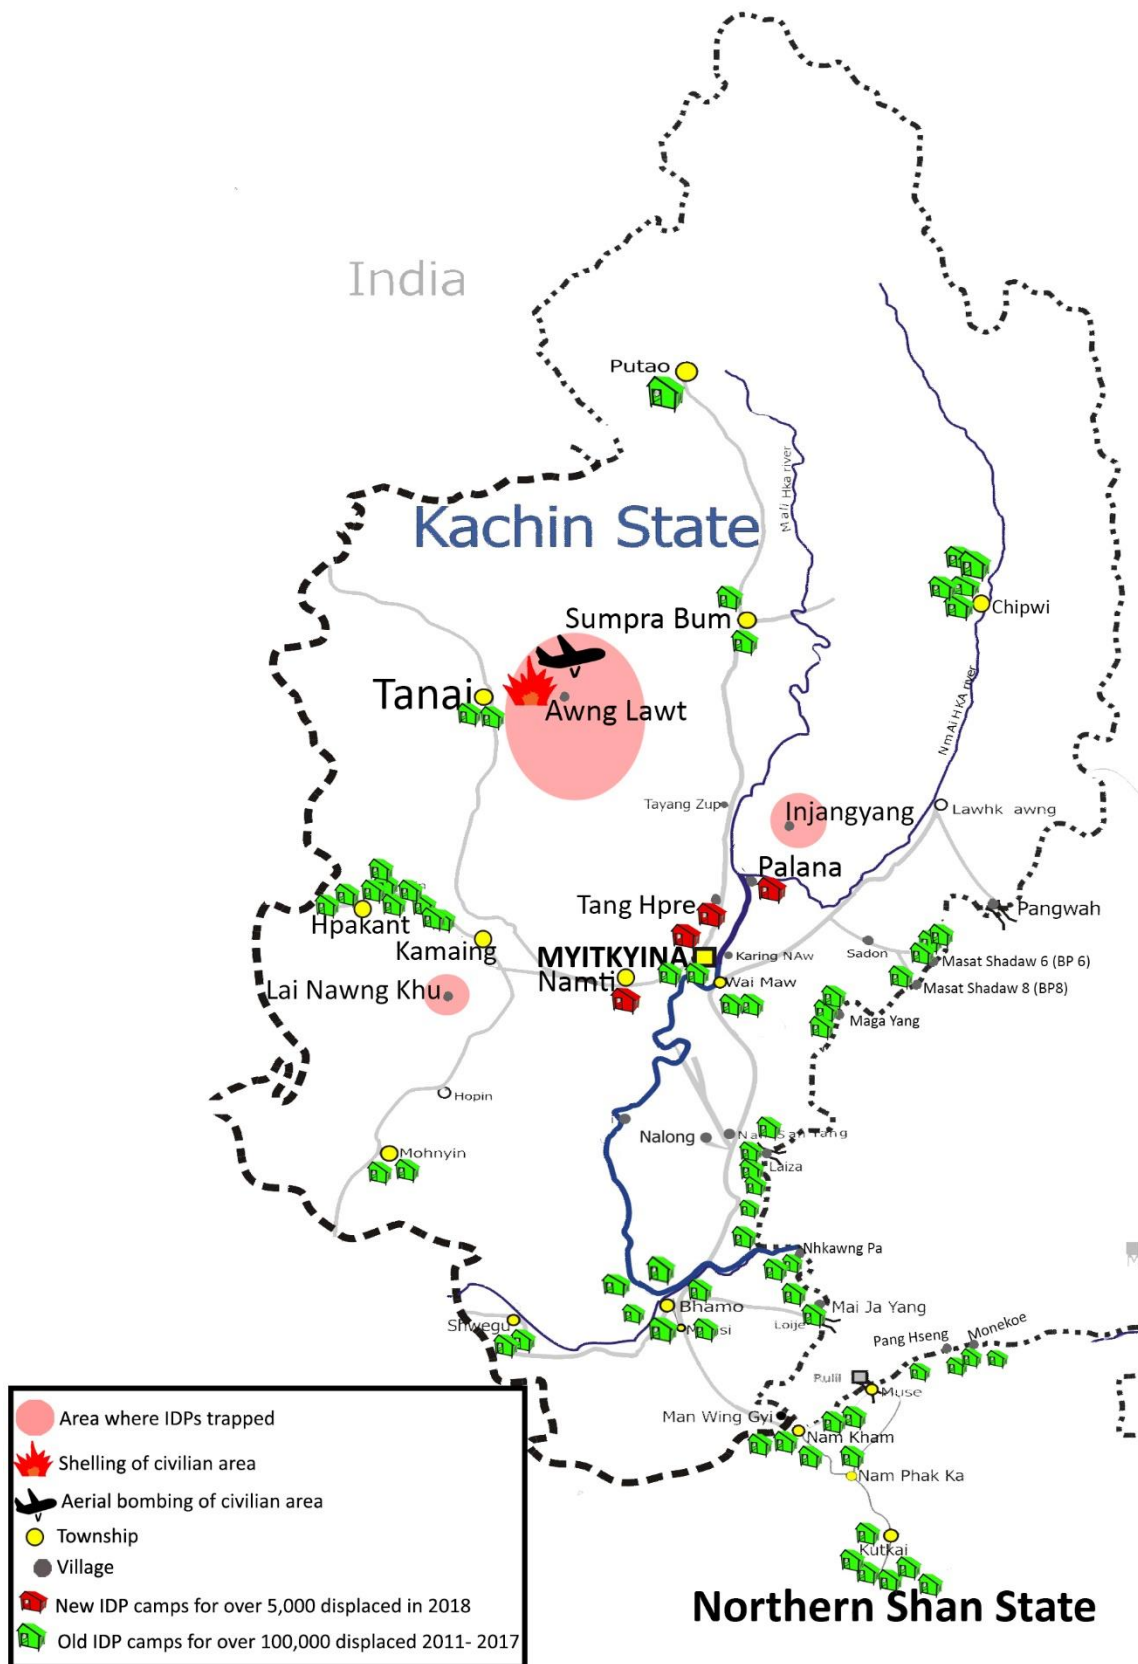 India
Putao
Mali Hka river
Kachin State
Chipwi
Sumpra Bum
Tanai
Awng Lawt
NmAi HKA river
Tayang Zup
Injangyang
Lawhk awng
Palana
Tang Hpre
Pangwah
Hpakant
Kamaing
MYITKYINA
Karing NAw
Sadon
Masat Shadaw 6 (BP 6)
Namti
Wai Maw
Masat Shadaw 8 (BP8)
Lai Nawng Khu
Maga Yang
Hopin
Nalong
Mohnyin
Laiza
Nhkawng Pa
Bhamo
Mai Ja Yang
Shwegu
Loije
Pang Hseng
Monekoe
Muse
Man Wing Gyi
Nam Kham
Nam Phak Ka
Kutkai
Northern Shan State
Area where IDPs trapped
Shelling of civilian area
Aerial bombing of civilian area
Township
Village
New IDP camps for over 5,000 displaced in 2018
Old IDP camps for over 100,000 displaced 2011- 2017